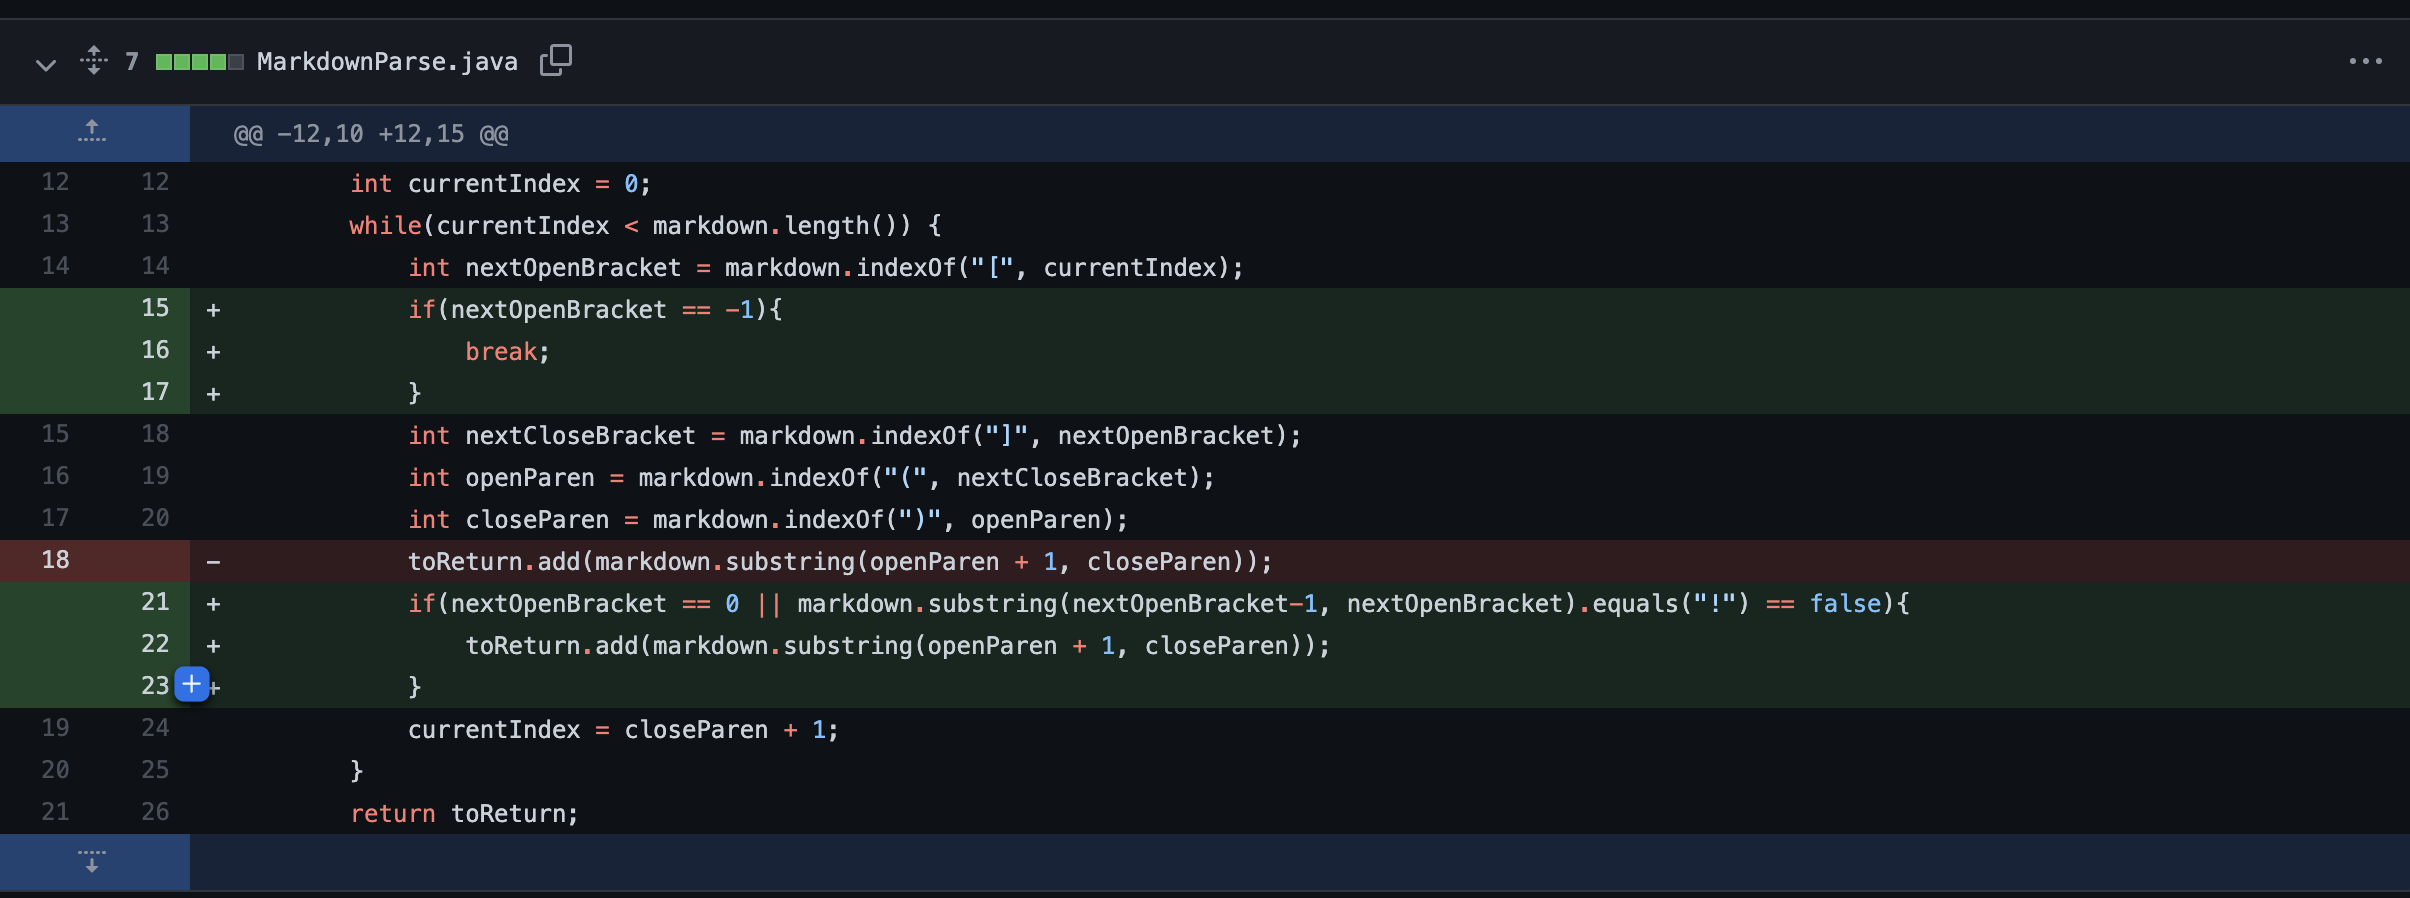 7 MarkdownParse.java
@@ -12,10 +12,15 @@
12 12 int currentIndex = 0;
13 13 while(currentIndex < markdown.length()) {
14 14 int nextOpenBracket = markdown.indexOf("[", currentIndex);
15 + if(nextOpenBracket == -1){
16 + break;
17 + }
15 18 int nextCloseBracket = markdown.indexOf("]", nextOpenBracket);
16 19 int openParen = markdown.indexOf("(", nextCloseBracket);
17 20 int closeParen = markdown.indexOf(")", openParen);
18 - toReturn.add(markdown.substring(openParen + 1, closeParen));
21 + if(nextOpenBracket == 0 || markdown.substring(nextOpenBracket-1, nextOpenBracket).equals("!") == false){
22 + toReturn.add(markdown.substring(openParen + 1, closeParen));
23 + }
19 24 currentIndex = closeParen + 1;
20 25 }
21 26 return toReturn;